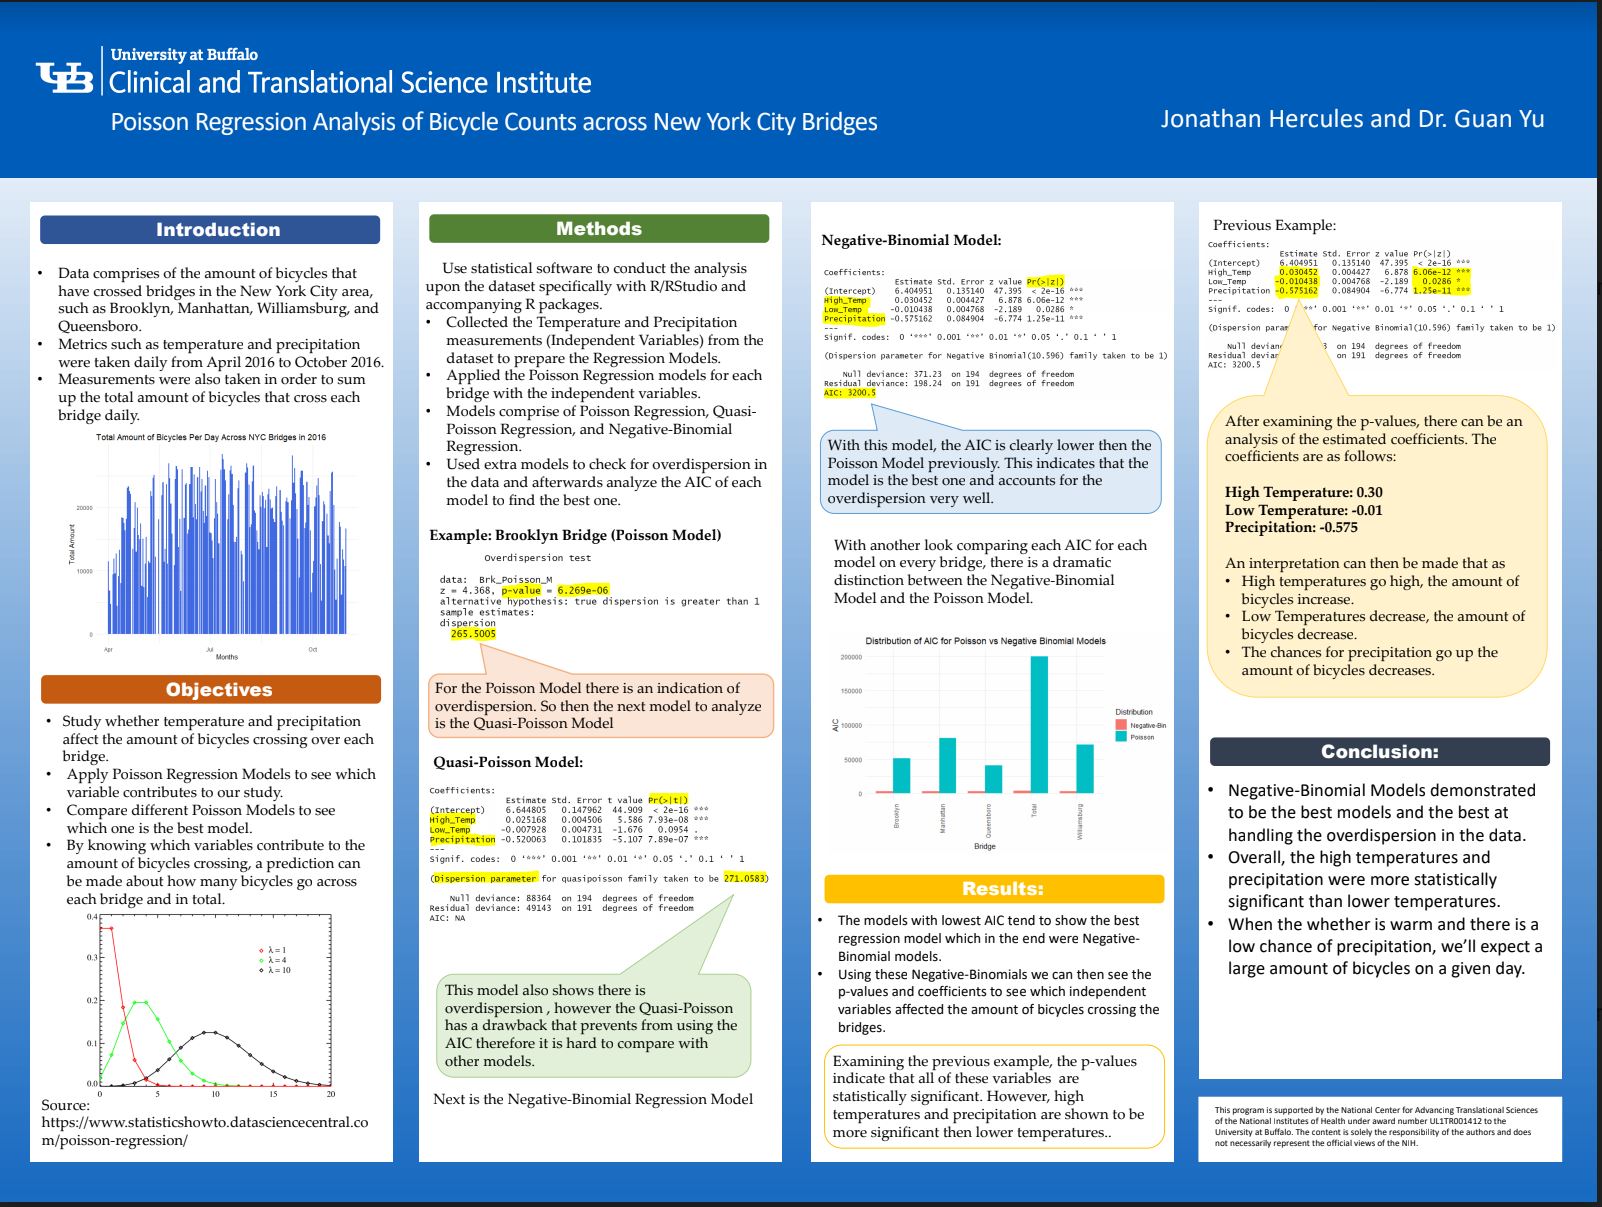 University at Buffalo
Clinical and Translational Science Institute
Poisson Regression Analysis of Bicycle Counts across New York City Bridges
Jonathan Hercules and Dr. Guan Yu
Introduction
• Data comprises of the amount of bicycles that
have crossed bridges in the New York City area,
such as Brooklyn, Manhattan, Williamsburg, and
Queensboro.
• Metrics such as temperature and precipitation
were taken daily from April 2016 to October 2016.
• Measurements were also taken in order to sum
up the total amount of bicycles that cross each
bridge daily.
Total Amount of Bicycles Per Day Across NYC Bridges in 2016
Total Amount
20000
10000
0
Apr Jul Oct
Months
Objectives
• Study whether temperature and precipitation
affect the amount of bicycles crossing over each
bridge.
• Apply Poisson Regression Models to see which
variable contributes to our study.
• Compare different Poisson Models to see
which one is the best model.
• By knowing which variables contribute to the
amount of bicycles crossing, a prediction can
be made about how many bicycles go across
each bridge and in total.
0.4
0.3
0.2
0.1
0.0
λ = 1
λ = 4
λ = 10
0 5 10 15 20
Source:
https://www.statisticshowto.datasciencecentral.co
m/poisson-regression/
Methods
Use statistical software to conduct the analysis
upon the dataset specifically with R/RStudio and
accompanying R packages.
• Collected the Temperature and Precipitation
measurements (Independent Variables) from the
dataset to prepare the Regression Models.
• Applied the Poisson Regression models for each
bridge with the independent variables.
• Models comprise of Poisson Regression, Quasi-
Poisson Regression, and Negative-Binomial
Regression.
• Used extra models to check for overdispersion in
the data and afterwards analyze the AIC of each
model to find the best one.
Example: Brooklyn Bridge (Poisson Model)
Overdispersion test
data: Brk_Poisson_M
z = 4.368, p-value = 6.269e-06
alternative hypothesis: true dispersion is greater than 1
sample estimates:
dispersion
265.5005
For the Poisson Model there is an indication of
overdispersion. So then the next model to analyze
is the Quasi-Poisson Model
Quasi-Poisson Model:
Coefficients:
Estimate Std. Error t value Pr(>|t|)
(Intercept) 6.644805 0.147962 44.909 < 2e-16 ***
High_Temp 0.025168 0.004506 5.586 7.93e-08 ***
Low_Temp -0.007928 0.004731 -1.676 0.0954 .
Precipitation -0.520063 0.101835 -5.107 7.89e-07 ***
---
Signif. codes: 0 ‘***’ 0.001 ‘**’ 0.01 ‘*’ 0.05 ‘.’ 0.1 ‘ ’ 1
(Dispersion parameter for quasipoisson family taken to be 271.0583)
Null deviance: 88364 on 194 degrees of freedom
Residual deviance: 49143 on 191 degrees of freedom
AIC: NA
This model also shows there is
overdispersion , however the Quasi-Poisson
has a drawback that prevents from using the
AIC therefore it is hard to compare with
other models.
Next is the Negative-Binomial Regression Model
Negative-Binomial Model:
Coefficients:
Estimate Std. Error z value Pr(>|z|)
(Intercept) 6.404951 0.135140 47.395 < 2e-16 ***
High_Temp 0.030452 0.004427 6.878 6.06e-12 ***
Low_Temp -0.010438 0.004768 -2.189 0.0286 *
Precipitation -0.575162 0.084904 -6.774 1.25e-11 ***
---
Signif. codes: 0 ‘***’ 0.001 ‘**’ 0.01 ‘*’ 0.05 ‘.’ 0.1 ‘ ’ 1
(Dispersion parameter for Negative Binomial(10.596) family taken to be 1)
Null deviance: 371.23 on 194 degrees of freedom
Residual deviance: 198.24 on 191 degrees of freedom
AIC: 3200.5
With this model, the AIC is clearly lower then the
Poisson Model previously. This indicates that the
model is the best one and accounts for the
overdispersion very well.
With another look comparing each AIC for each
model on every bridge, there is a dramatic
distinction between the Negative-Binomial
Model and the Poisson Model.
Distribution of AIC for Poisson vs Negative Binomial Models
AIC
200000
150000
100000
50000
0
Brooklyn
Manhattan
Queensboro
Total
Williamsburg
Bridge
Distribution
Negative-Bin
Poisson
Results:
• The models with lowest AIC tend to show the best
regression model which in the end were Negative-
Binomial models.
• Using these Negative-Binomials we can then see the
p-values and coefficients to see which independent
variables affected the amount of bicycles crossing the
bridges.
Examining the previous example, the p-values
indicate that all of these variables are
statistically significant. However, high
temperatures and precipitation are shown to be
more significant then lower temperatures..
Previous Example:
Coefficients:
Estimate Std. Error z value Pr(>|z|)
(Intercept) 6.404951 0.135140 47.395 < 2e-16 ***
High_Temp 0.030452 0.004427 6.878 6.06e-12 ***
Low_Temp -0.010438 0.004768 -2.189 0.0286 *
Precipitation -0.575162 0.084904 -6.774 1.25e-11 ***
---
Signif. codes: 0 ‘***’ 0.001 ‘**’ 0.01 ‘*’ 0.05 ‘.’ 0.1 ‘ ’ 1
(Dispersion param for Negative Binomial(10.596) family taken to be 1)
Null devian 3 on 194 degrees of freedom
Residual devian on 191 degrees of freedom
AIC: 3200.5
After examining the p-values, there can be an
analysis of the estimated coefficients. The
coefficients are as follows:
High Temperature: 0.30
Low Temperature: -0.01
Precipitation: -0.575
An interpretation can then be made that as
• High temperatures go high, the amount of
bicycles increase.
• Low Temperatures decrease, the amount of
bicycles decrease.
• The chances for precipitation go up the
amount of bicycles decreases.
Conclusion:
• Negative-Binomial Models demonstrated
to be the best models and the best at
handling the overdispersion in the data.
• Overall, the high temperatures and
precipitation were more statistically
significant than lower temperatures.
• When the whether is warm and there is a
low chance of precipitation, we’ll expect a
large amount of bicycles on a given day.
This program is supported by the National Center for Advancing Translational Sciences
of the National Institutes of Health under award number UL1TR001412 to the
University at Buffalo. The content is solely the responsibility of the authors and does
not necessarily represent the official views of the NIH.